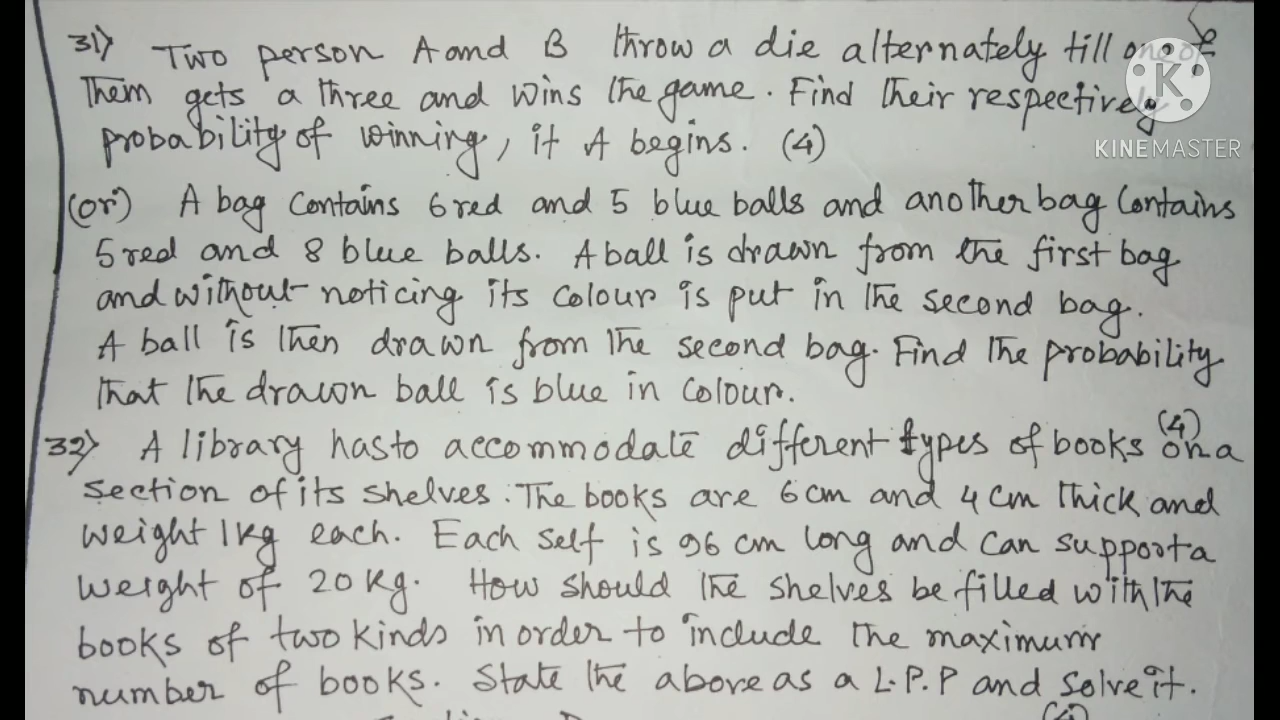 31) Two person A and B throw a die alternately till one of
Them gets a three and wins the game. Find their respectively
probability of winning, if A begins. (4)
(or) A bag Contains 6 red and 5 blue balls and another bag Contains
5 red and 8 blue balls. A ball is drawn from the first bag
and without noticing its colour is put in the second bag.
A ball is then drawn from the second bag. Find the probability
that the drawn ball is blue in colour.
(4)
32) A library has to accommodate different types of books on a
section of its shelves. The books are 6 cm and 4 cm thick and
weight 1 kg each. Each self is 96 cm long and can support a
weight of 20 kg. How should the shelves be filled with the
books of two kinds in order to include the maximum
number of books. State the above as a L.P.P and solve it.
K
KINEMASTER